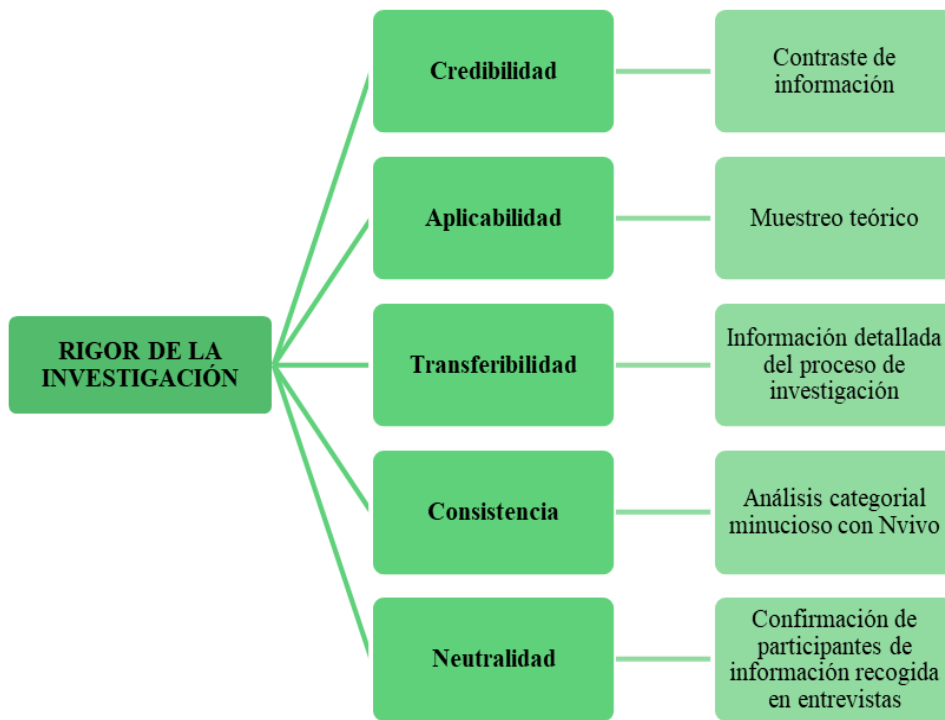 Credibilidad
Contraste de
información
Aplicabilidad
Muestreo teórico
RIGOR DE LA
INVESTIGACIÓN
Transferibilidad
Información detallada
del proceso de
investigación
Consistencia
Análisis categorial
minucioso con Nvivo
Neutralidad
Confirmación de
participantes de
información recogida
en entrevistas